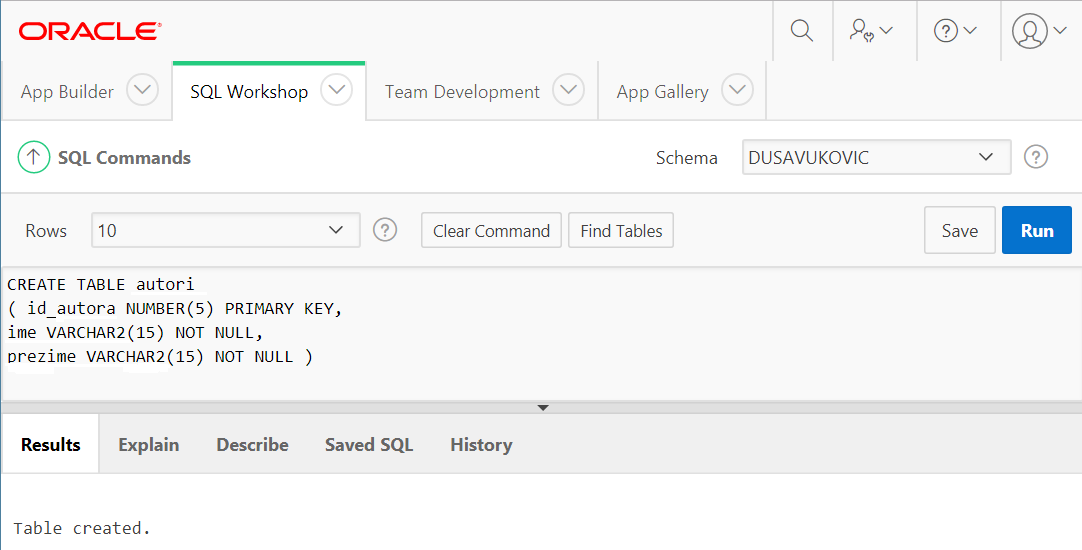 ORACLE
App Builder SQL Workshop Team Development App Gallery
SQL Commands Schema DUSAVUKOVIC
Rows 10 Clear Command Find Tables Save Run
CREATE TABLE autori
( id_autora NUMBER(5) PRIMARY KEY,
ime VARCHAR2(15) NOT NULL,
prezime VARCHAR2(15) NOT NULL )
Results Explain Describe Saved SQL History
Table created.